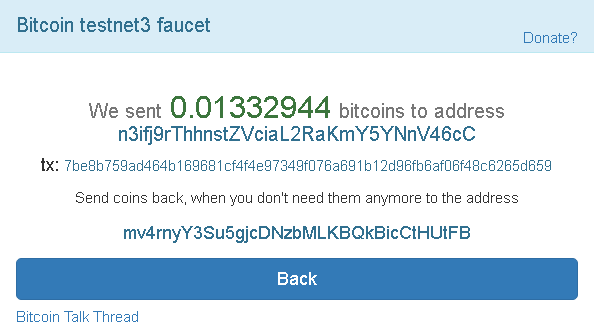 Bitcoin testnet3 faucet
Donate?
We sent 0.01332944 bitcoins to address
n3ifj9rThhnstZVciaL2RaKmY5YNnV46cC
tx: 7be8b759ad464b169681cf4f4e97349f076a691b12d96fb6af06f48c6265d659
Send coins back, when you don't need them anymore to the address
mv4rnyY3Su5gjcDNzbMLKBQkBicCtHUtFB
Back
Bitcoin Talk Thread